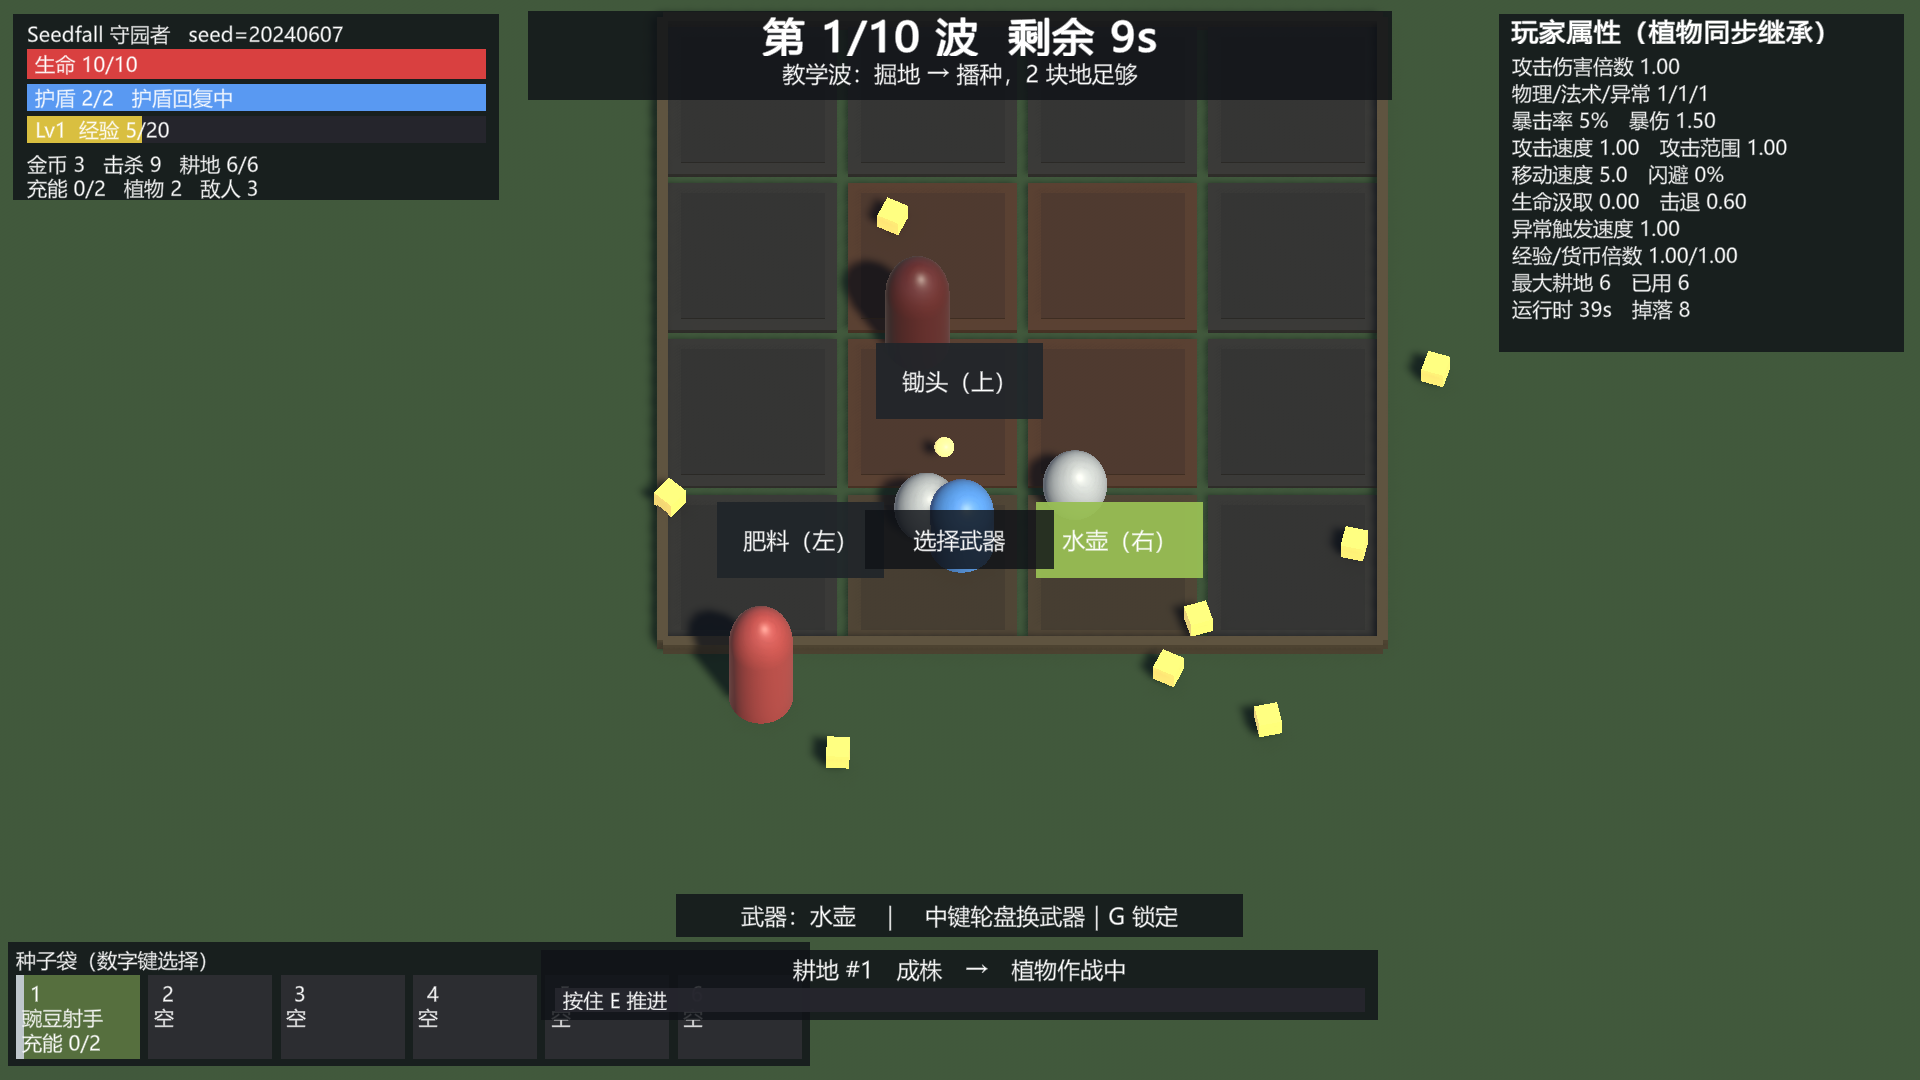 Seedfall 守园者 seed=20240607
生命 10/10
护盾 2/2 护盾回复中
Lv1 经验 5/20
金币 3 击杀 9 耕地 6/6
充能 0/2 植物 2 敌人 3
第 1/10 波 剩余 9s
教学波：掘地 → 播种，2 块地足够
玩家属性（植物同步继承）
攻击伤害倍数 1.00
物理/法术/异常 1/1/1
暴击率 5% 暴伤 1.50
攻击速度 1.00 攻击范围 1.00
移动速度 5.0 闪避 0%
生命汲取 0.00 击退 0.60
异常触发速度 1.00
经验/货币倍数 1.00/1.00
最大耕地 6 已用 6
运行时 39s 掉落 8
锄头（上）
肥料（左）
选择武器
水壶（右）
武器：水壶 | 中键轮盘换武器 | G 锁定
种子袋（数字键选择）
1
豌豆射手
充能 0/2
2
空
3
空
4
空
空
6
空
耕地 #1 成株 → 植物作战中
按住 E 推进